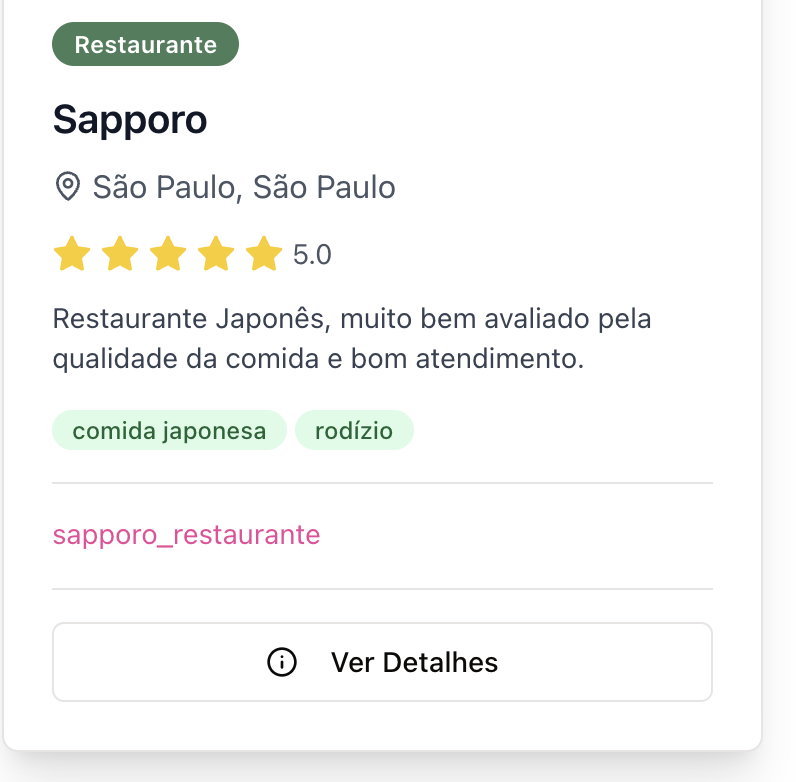 Restaurante
Sapporo
São Paulo, São Paulo
5.0
Restaurante Japonês, muito bem avaliado pela
qualidade da comida e bom atendimento.
comida japonesa rodízio
sapporo_restaurante
Ver Detalhes